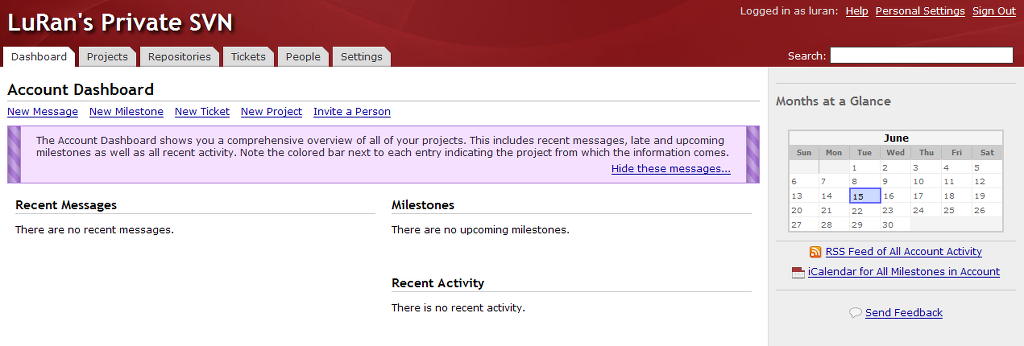 LuRan's Private SVN
Logged in as luran: Help Personal Settings Sign Out
Dashboard Projects Repositories Tickets People Settings
Search:
Account Dashboard
New Message New Milestone New Ticket New Project Invite a Person
The Account Dashboard shows you a comprehensive overview of all of your projects. This includes recent messages, late and upcoming
milestones as well as all recent activity. Note the colored bar next to each entry indicating the project from which the information comes.
Hide these messages...
Recent Messages
There are no recent messages.
Milestones
There are no upcoming milestones.
Recent Activity
There is no recent activity.
Months at a Glance
June
Sun Mon Tue Wed Thu Fri Sat
1 2 3 4 5
6 7 8 9 10 11 12
13 14 15 16 17 18 19
20 21 22 23 24 25 26
27 28 29 30
RSS Feed of All Account Activity
iCalendar for All Milestones in Account
Send Feedback